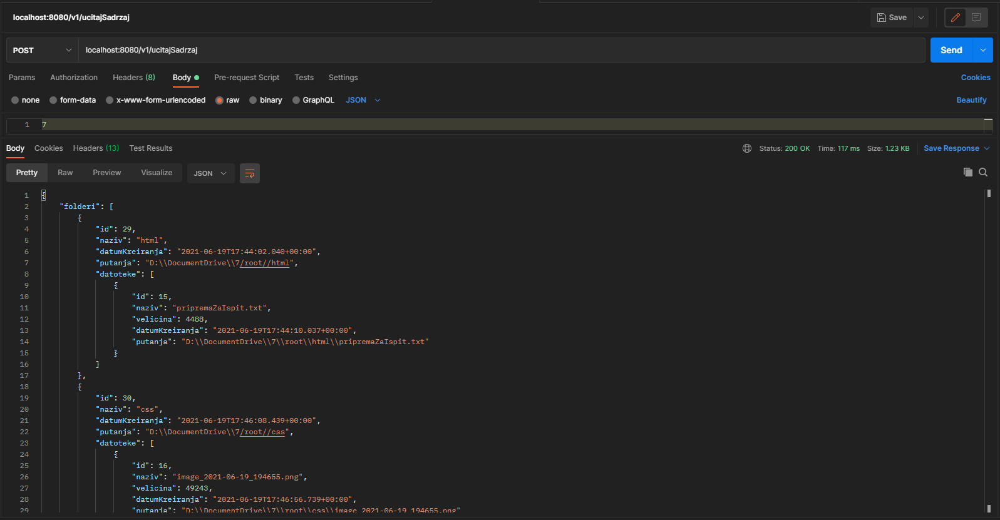 localhost:8080/v1/ucitajSadrzaj
Save
POST
localhost:8080/v1/ucitajSadrzaj
Send
Params Authorization Headers (8) Body Pre-request Script Tests Settings Cookies
none form-data x-www-form-urlencoded raw binary GraphQL JSON Beautify
1 7
Body Cookies Headers (13) Test Results Status: 200 OK Time: 117 ms Size: 1.23 KB Save Response
Pretty Raw Preview Visualize JSON
1 {
2 "folderi": [
3 {
4 "id": 29,
5 "naziv": "html",
6 "datumKreiranja": "2021-06-19T17:44:02.040+00:00",
7 "putanja": "D:\\DocumentDrive\\7/root//html",
8 "datoteke": [
9 {
10 "id": 15,
11 "naziv": "pripremaZaIspit.txt",
12 "velicina": 4488,
13 "datumKreiranja": "2021-06-19T17:44:10.037+00:00",
14 "putanja": "D:\\DocumentDrive\\7\\root\\html\\pripremaZaIspit.txt"
15 }
16 ]
17 },
18 {
19 "id": 30,
20 "naziv": "css",
21 "datumKreiranja": "2021-06-19T17:46:08.439+00:00",
22 "putanja": "D:\\DocumentDrive\\7/root//css",
23 "datoteke": [
24 {
25 "id": 16,
26 "naziv": "image_2021-06-19_194655.png",
27 "velicina": 49243,
28 "datumKreiranja": "2021-06-19T17:46:56.739+00:00",
29 "putanja": "D:\\DocumentDrive\\7\\root\\css\\image_2021-06-19_194655.png"